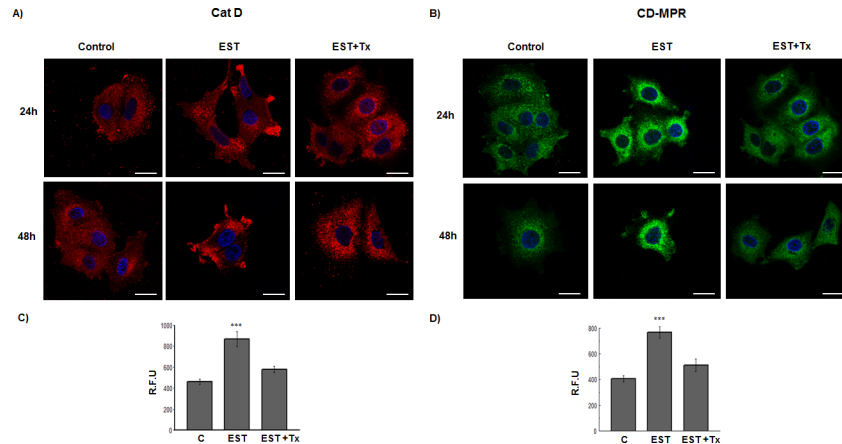 A)
Cat D
Control
EST
EST+Tx
24h
48h
B)
CD-MPR
Control
EST
EST+Tx
24h
48h
C)
***
R.F.U
1000
800
600
400
200
0
C
EST
EST+Tx
D)
***
R.F.U
800
600
400
200
0
C
EST
EST+Tx